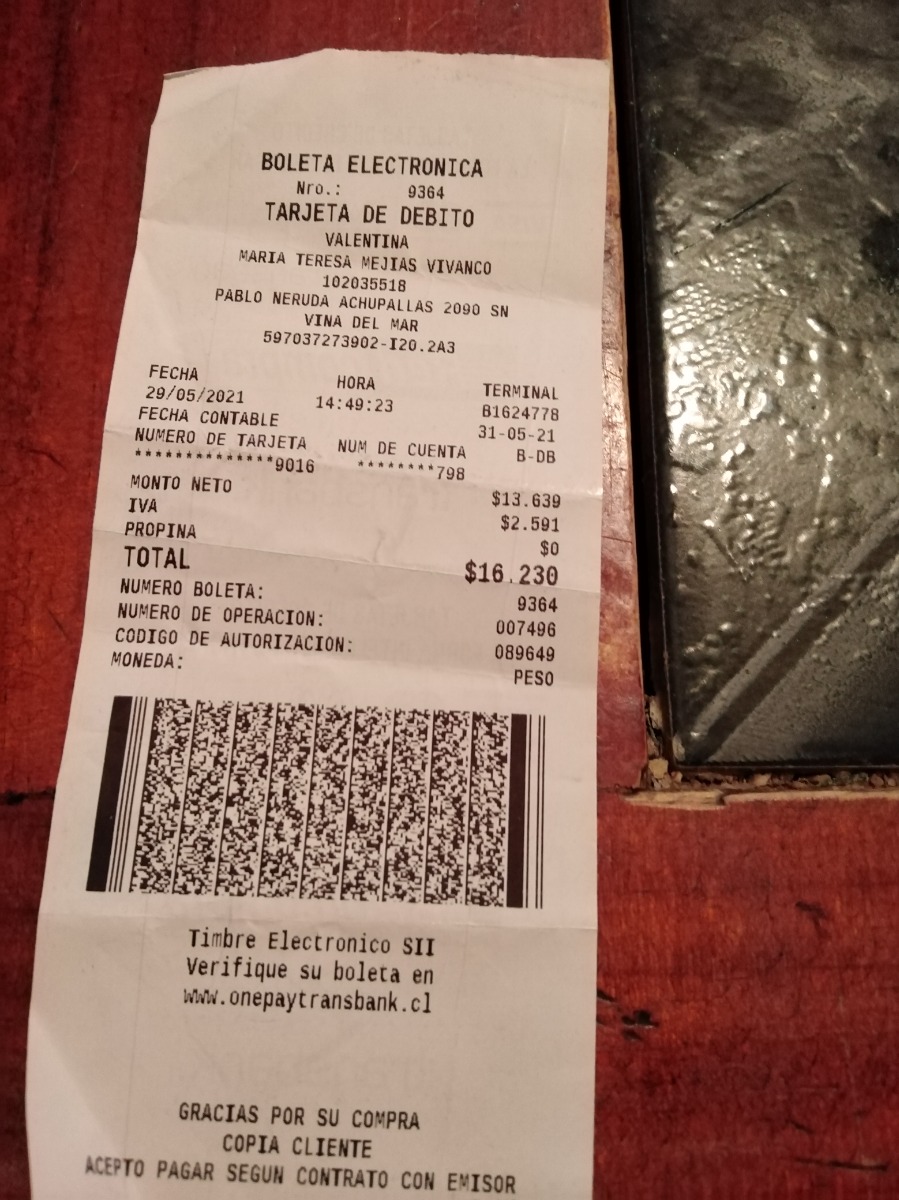 BOLETA ELECTRONICA
Nro.: 9364
TARJETA DE DEBITO
VALENTINA
MARIA TERESA MEJIAS VIVANCO
102035518
PABLO NERUDA ACHUPALLAS 2090 SN
VINA DEL MAR
597037273902-I20.2A3
FECHA HORA TERMINAL
29/05/2021 14:49:23 B1624778
FECHA CONTABLE 31-05-21
NUMERO DE TARJETA NUM DE CUENTA B-DB
*************9016 ********798
MONTO NETO $13.639
IVA $2.591
PROPINA $0
TOTAL $16.230
NUMERO BOLETA: 9364
NUMERO DE OPERACION: 007496
CODIGO DE AUTORIZACION: 089649
MONEDA: PESO
Timbre Electronico SII
Verifique su boleta en
www.onepaytransbank.cl
GRACIAS POR SU COMPRA
COPIA CLIENTE
ACEPTO PAGAR SEGUN CONTRATO CON EMISOR